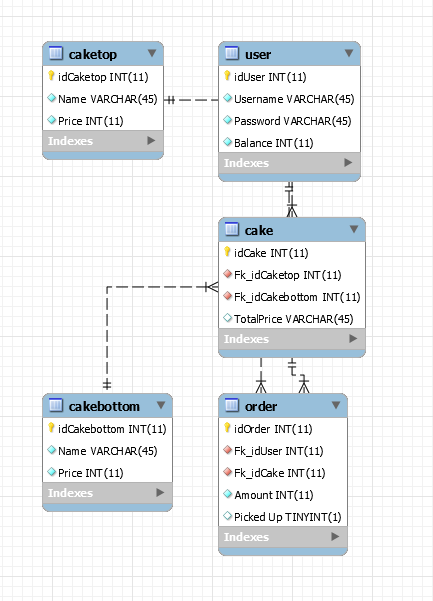 caketop
idCaketop INT(11)
Name VARCHAR(45)
Price INT(11)
Indexes
user
idUser INT(11)
Username VARCHAR(45)
Password VARCHAR(45)
Balance INT(11)
Indexes
cake
idCake INT(11)
Fk_idCaketop INT(11)
Fk_idCakebottom INT(11)
TotalPrice VARCHAR(45)
Indexes
cakebottom
idCakebottom INT(11)
Name VARCHAR(45)
Price INT(11)
Indexes
order
idOrder INT(11)
Fk_idUser INT(11)
Fk_idCake INT(11)
Amount INT(11)
Picked Up TINYINT(1)
Indexes